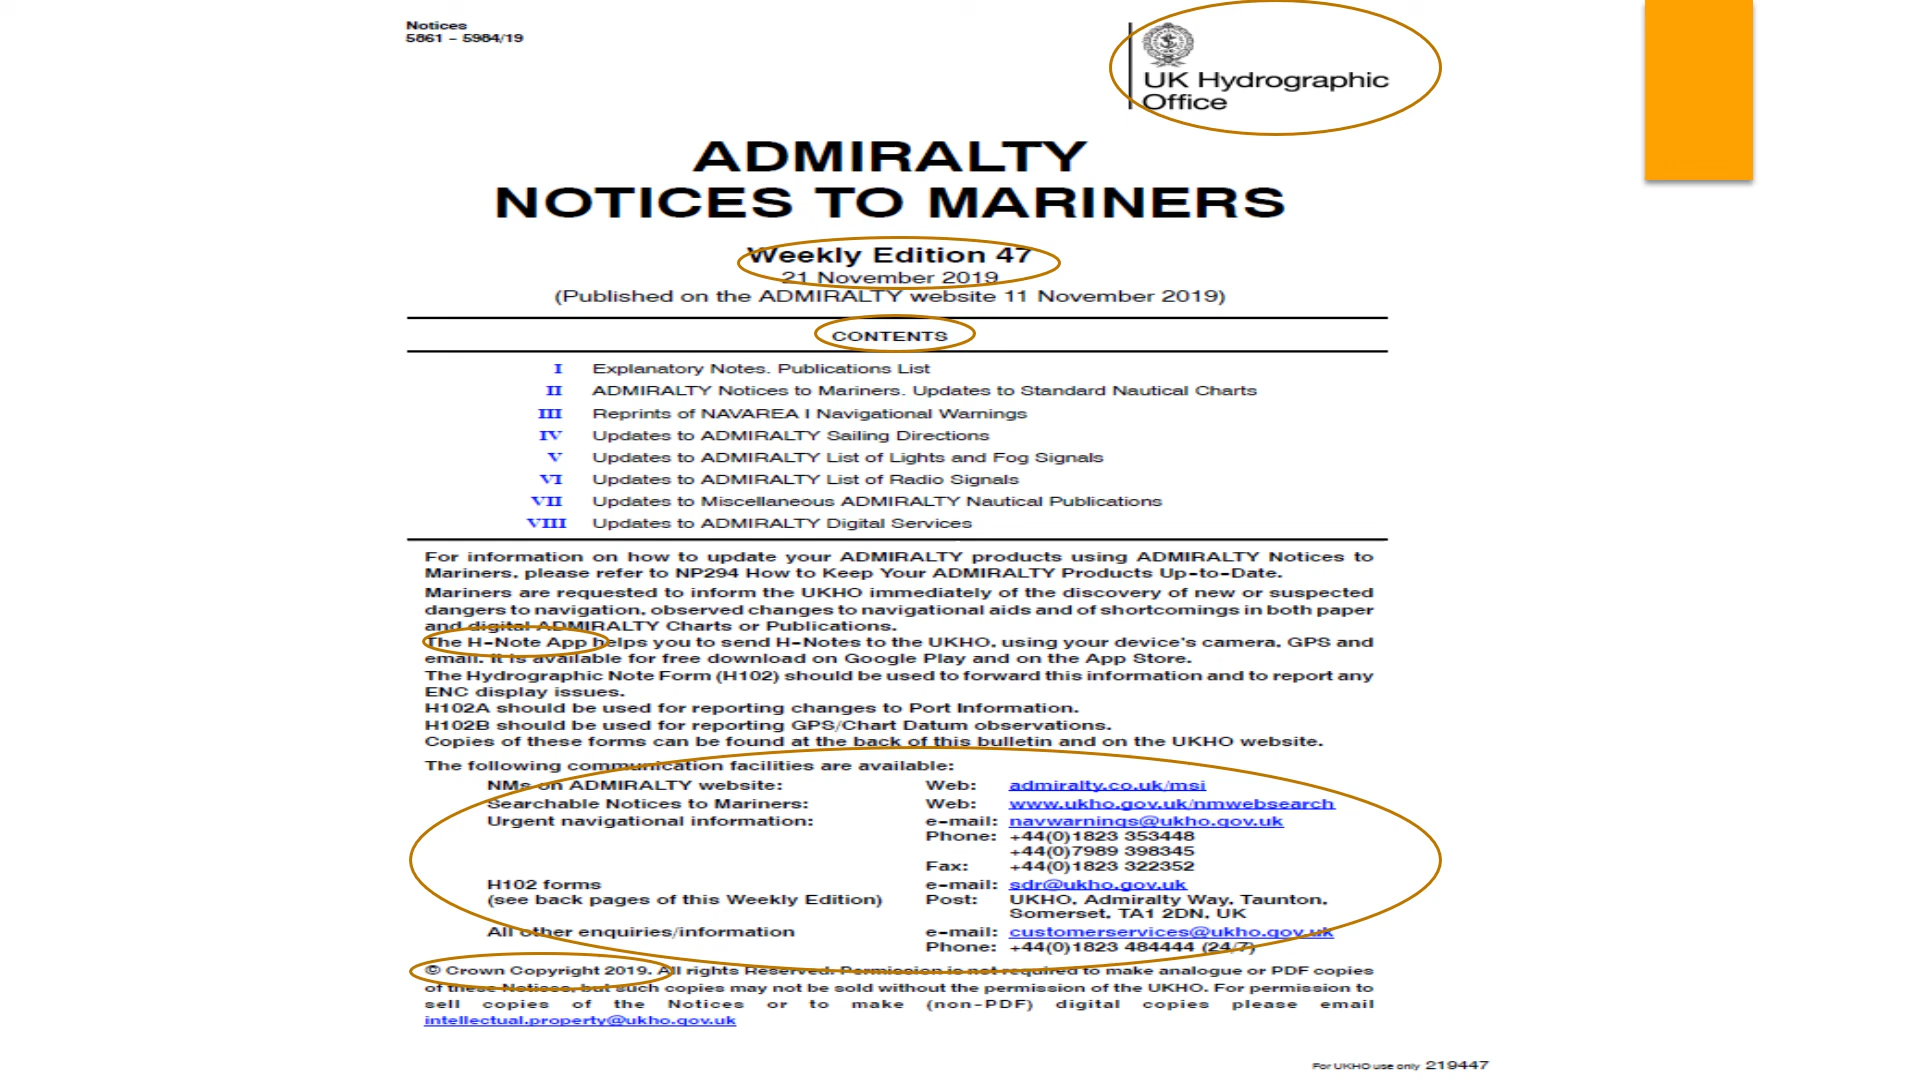 Notices
5861 – 5984/19
UK Hydrographic
Office
ADMIRALTY
NOTICES TO MARINERS
Weekly Edition 47
21 November 2019
(Published on the ADMIRALTY website 11 November 2019)
CONTENTS
I Explanatory Notes. Publications List
II ADMIRALTY Notices to Mariners. Updates to Standard Nautical Charts
III Reprints of NAVAREA I Navigational Warnings
IV Updates to ADMIRALTY Sailing Directions
V Updates to ADMIRALTY List of Lights and Fog Signals
VI Updates to ADMIRALTY List of Radio Signals
VII Updates to Miscellaneous ADMIRALTY Nautical Publications
VIII Updates to ADMIRALTY Digital Services
For information on how to update your ADMIRALTY products using ADMIRALTY Notices to
Mariners, please refer to NP294 How to Keep Your ADMIRALTY Products Up-to-Date.
Mariners are requested to inform the UKHO immediately of the discovery of new or suspected
dangers to navigation, observed changes to navigational aids and of shortcomings in both paper
and digital ADMIRALTY Charts or Publications.
The H-Note App helps you to send H-Notes to the UKHO, using your device's camera, GPS and
email. It is available for free download on Google Play and on the App Store.
The Hydrographic Note Form (H102) should be used to forward this information and to report any
ENC display issues.
H102A should be used for reporting changes to Port Information.
H102B should be used for reporting GPS/Chart Datum observations.
Copies of these forms can be found at the back of this bulletin and on the UKHO website.
The following communication facilities are available:
NMs on ADMIRALTY website: Web: admiralty.co.uk/msi
Searchable Notices to Mariners: Web: www.ukho.gov.uk/nmwebsearch
Urgent navigational information: e-mail: navwarnings@ukho.gov.uk
Phone: +44(0)1823 353448
+44(0)7989 398345
Fax: +44(0)1823 322352
H102 forms e-mail: sdr@ukho.gov.uk
(see back pages of this Weekly Edition) Post: UKHO, Admiralty Way, Taunton,
Somerset, TA1 2DN, UK
All other enquiries/information e-mail: customerservices@ukho.gov.uk
Phone: +44(0)1823 484444 (24/7)
© Crown Copyright 2019. All rights Reserved. Permission is not required to make analogue or PDF copies
of these Notices, but such copies may not be sold without the permission of the UKHO. For permission to
sell copies of the Notices or to make (non-PDF) digital copies please email
intellectual.property@ukho.gov.uk
For UKHO use only 219447